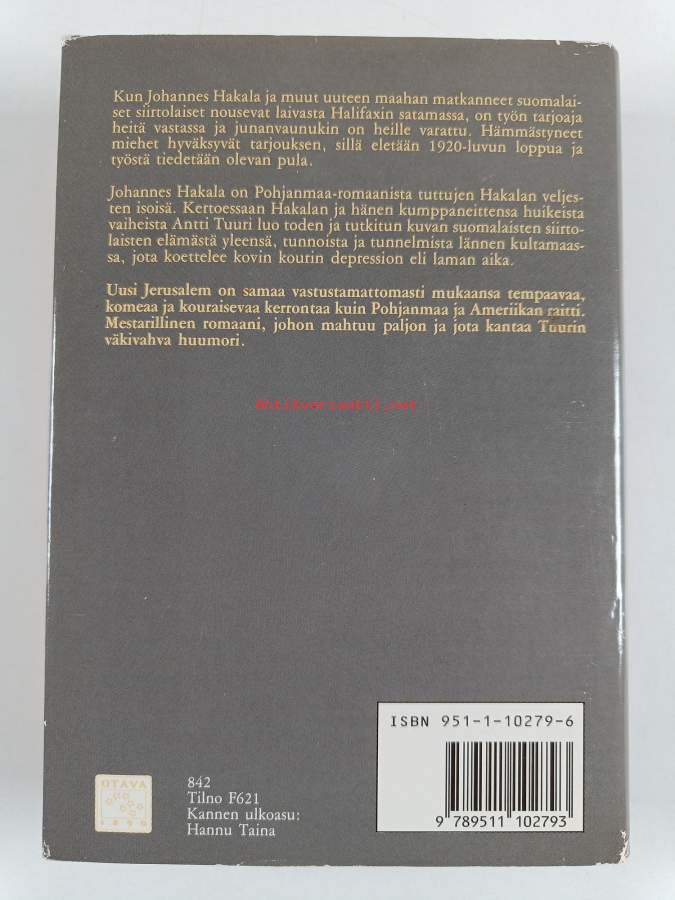 Kun Johannes Hakala ja muut uuteen maahan matkanneet suomalai-
set siirtolaiset nousevat laivasta Halifaxin satamassa, on työn tarjoaja
heitä vastassa ja junanvaunukin on heille varattu. Hämmästyneet
miehet hyväksyvät tarjouksen, sillä eletään 1920-luvun loppua ja
työstä tiedetään olevan pula.
Johannes Hakala on Pohjanmaa-romaanista tuttujen Hakalan veljes-
ten isoisä. Kertoessaan Hakalan ja hänen kumppaneittensa huikeista
vaiheista Antti Tuuri luo toden ja tutkitun kuvan suomalaisten siirto-
laisten elämästä yleensä, tunnoista ja tunnelmista lännen kultamaas-
sa, jota koettelee kovin kourin depression eli laman aika.
Uusi Jerusalem on samaa vastustamattomasti mukaansa tempaavaa,
komeaa ja kouraisevaa kerrontaa kuin Pohjanmaa ja Ameriikan raitti.
Mestarillinen romaani, johon mahtuu paljon ja jota kantaa Tuurin
väkivahva huumori.
Antikvariaatti.net
ISBN 951-1-10279-6
9 789511 102793
OTAVA
1890
842
Tilno F621
Kannen ulkoasu:
Hannu Taina